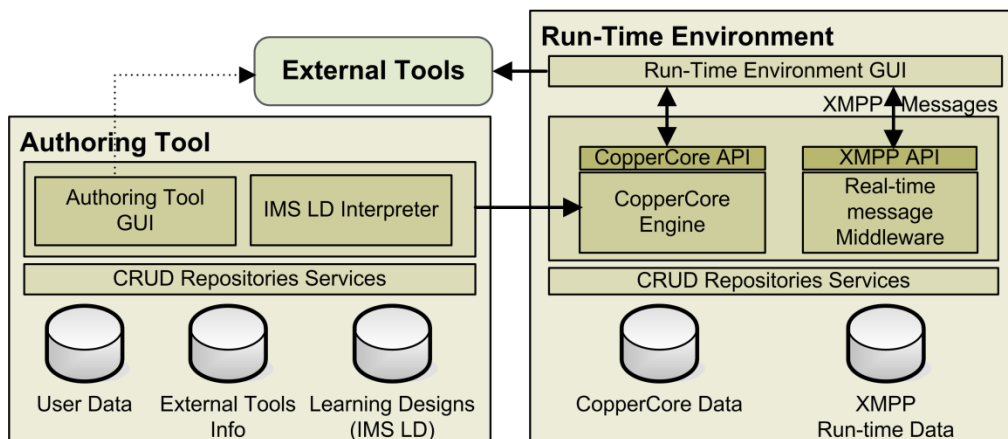 External Tools
Authoring Tool
Authoring Tool
GUI
IMS LD Interpreter
CRUD Repositories Services
User Data
External Tools
Info
Learning Designs
(IMS LD)
Run-Time Environment
Run-Time Environment GUI
XMPP Messages
CopperCore API
CopperCore
Engine
XMPP API
Real-time
message
Middleware
CRUD Repositories Services
CopperCore Data
XMPP
Run-time Data